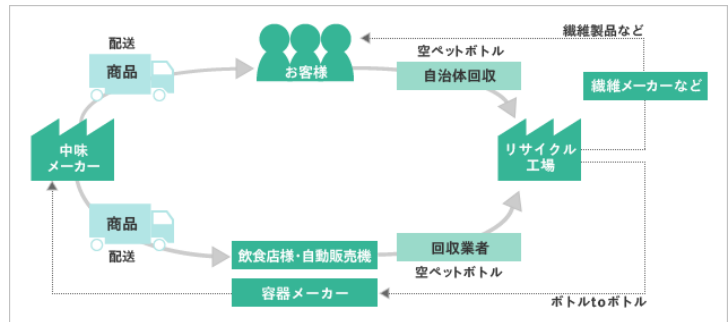 配送
商品
お客様
空ペットボトル
自治体回収
繊維製品など
繊維メーカーなど
中味
メーカー
リサイクル
工場
商品
配送
飲食店様・自動販売機
回収業者
空ペットボトル
容器メーカー
ボトルtoボトル